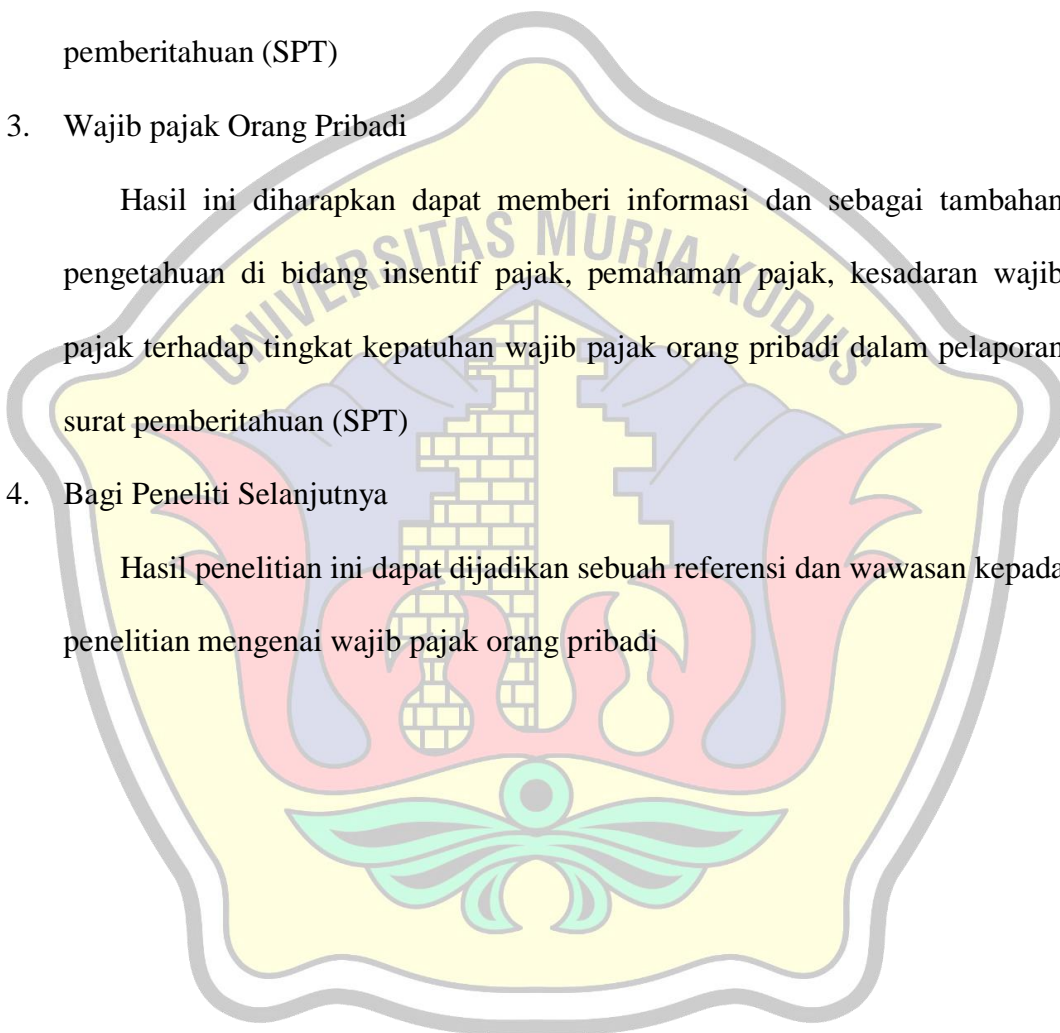 pemberitahuan (SPT)
3. Wajib pajak Orang Pribadi
Hasil ini diharapkan dapat memberi informasi dan sebagai tambahan
UNIVERSITAS MURIA KUDUS
pengetahuan di bidang insentif pajak, pemahaman pajak, kesadaran wajib
pajak terhadap tingkat kepatuhan wajib pajak orang pribadi dalam pelaporan
surat pemberitahuan (SPT)
4. Bagi Peneliti Selanjutnya
Hasil penelitian ini dapat dijadikan sebuah referensi dan wawasan kepada
penelitian mengenai wajib pajak orang pribadi